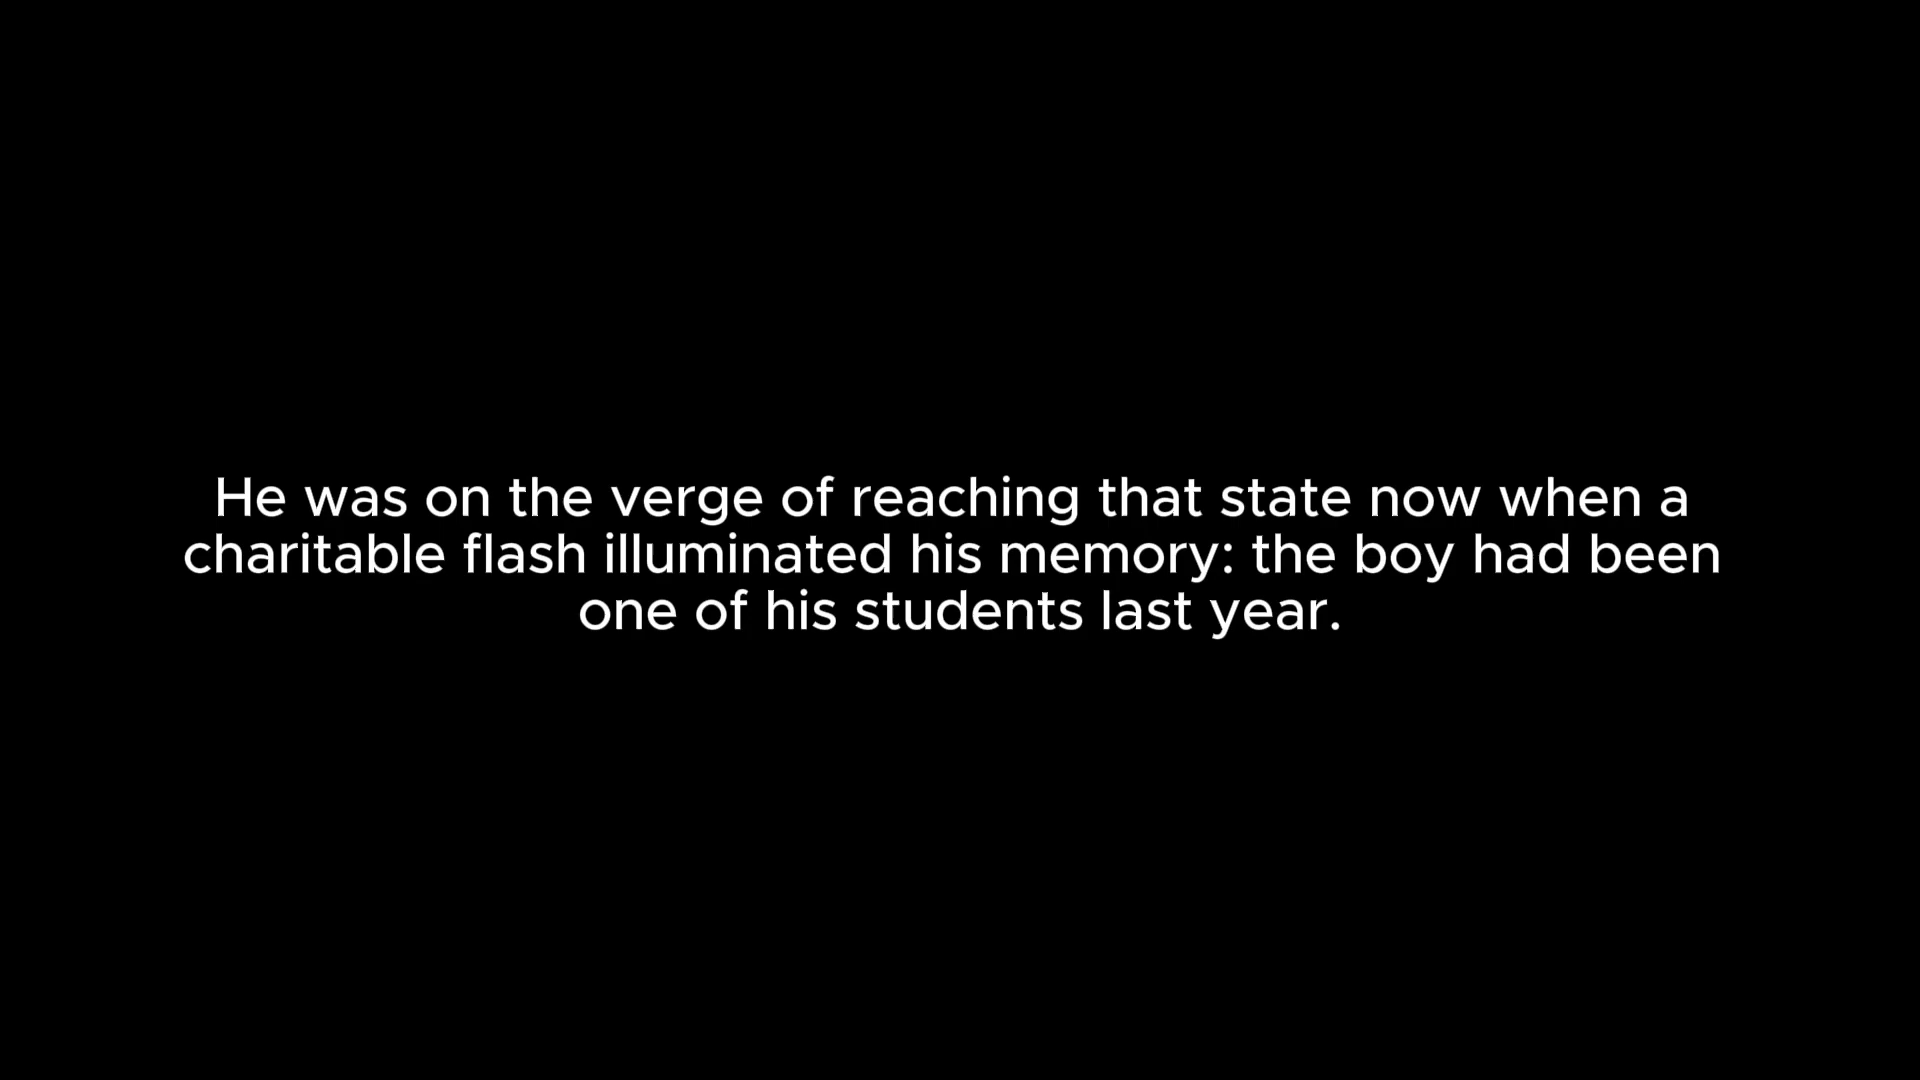 He was on the verge of reaching that state now when a
charitable flash illuminated his memory: the boy had been
one of his students last year.